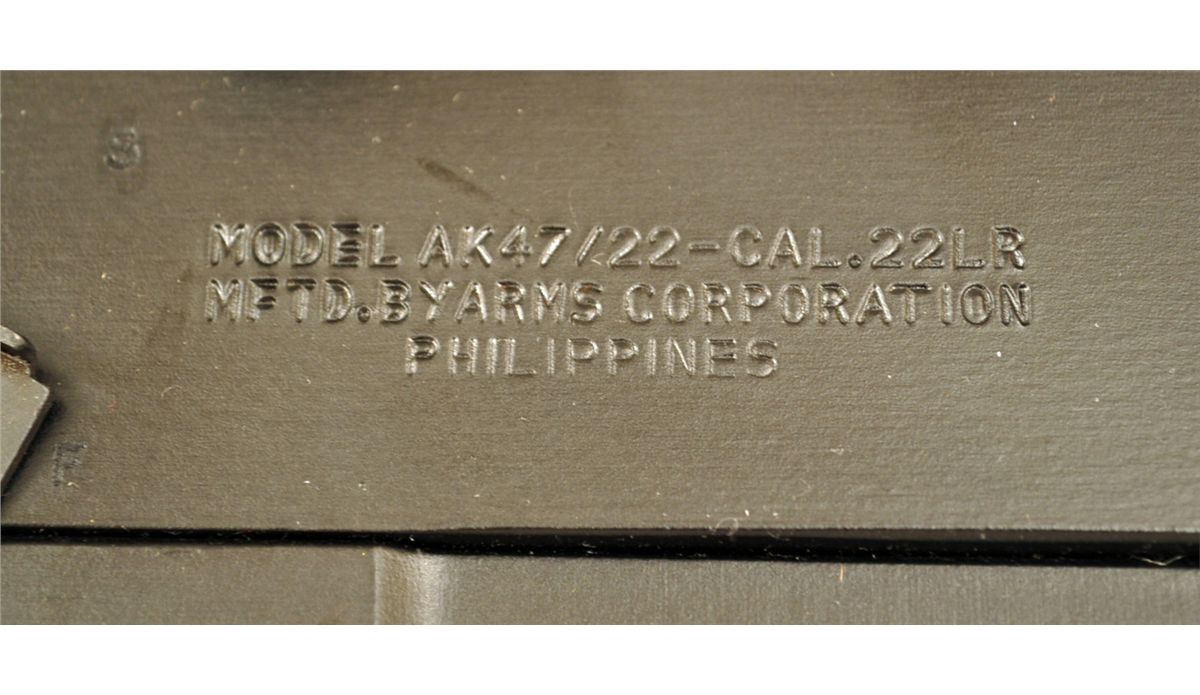 S
MODEL AK47/22-CAL.22LR
MFTD.BYARMS CORPORATION
PHILIPPINES
F